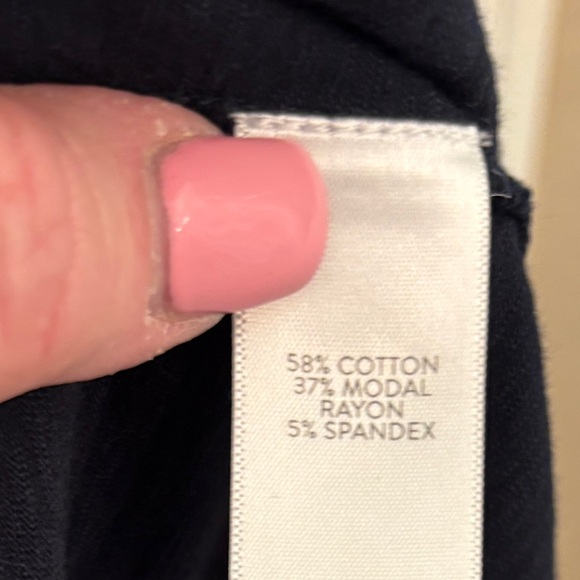 58% COTTON
37% MODAL
RAYON
5% SPANDEX